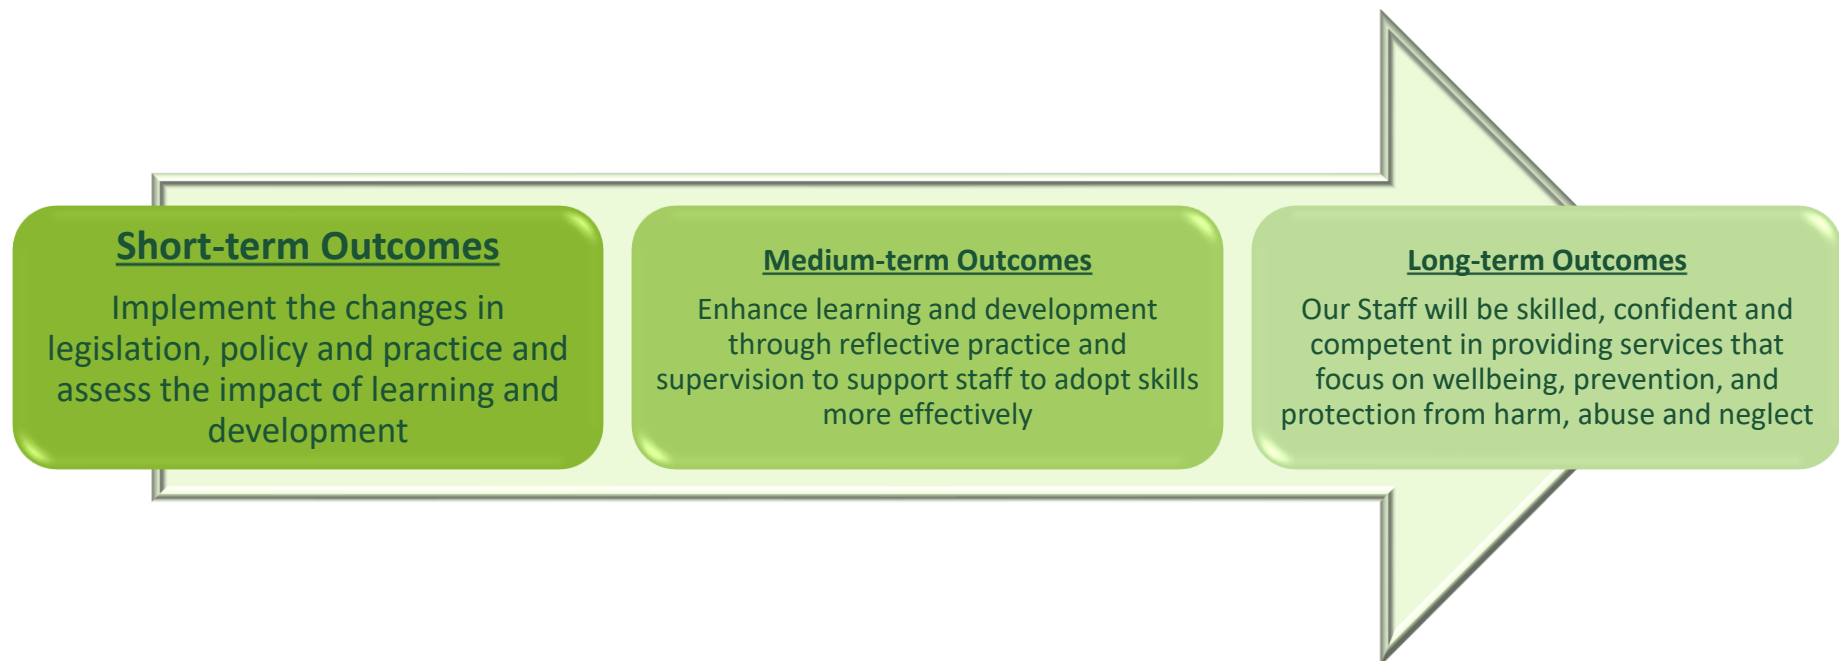 Short-term Outcomes
Implement the changes in
legislation, policy and practice and
assess the impact of learning and
development
Medium-term Outcomes
Enhance learning and development
through reflective practice and
supervision to support staff to adopt skills
more effectively
Long-term Outcomes
Our Staff will be skilled, confident and
competent in providing services that
focus on wellbeing, prevention, and
protection from harm, abuse and neglect